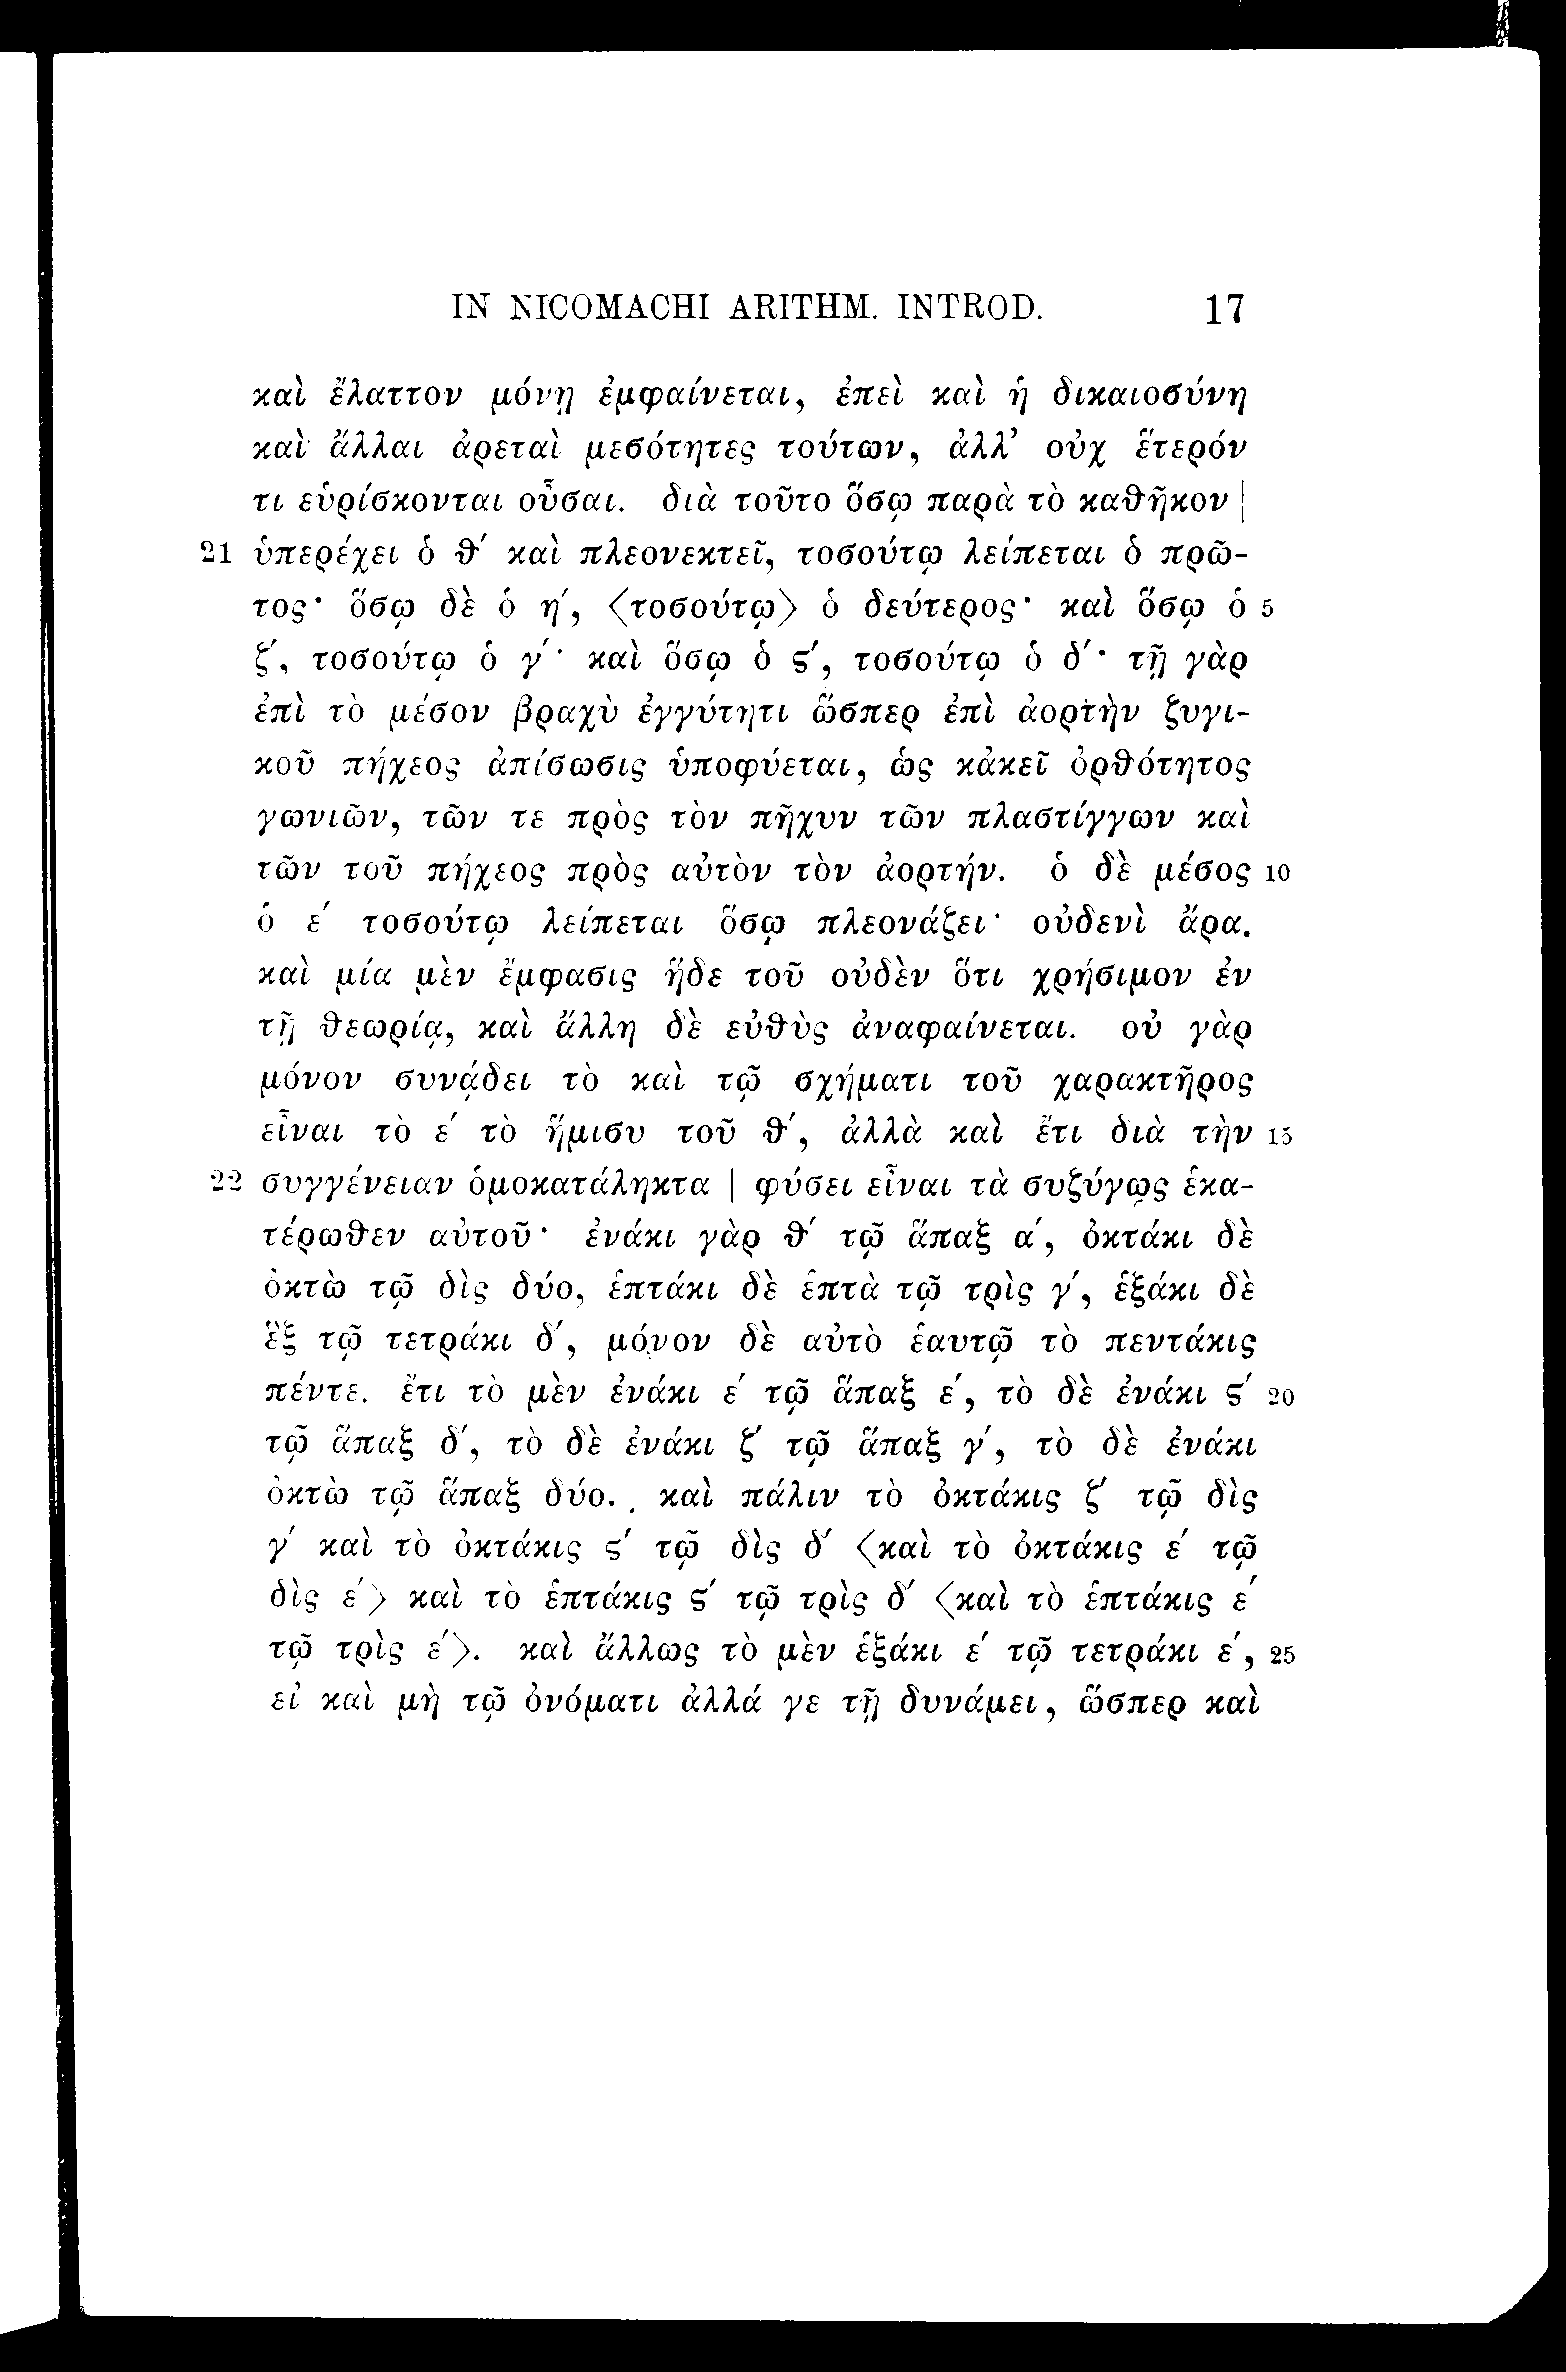 IN NICOMACHI ARITHM. INTROD. 17
καὶ ἔλαττον μόνῃ ἐμφαίνεται, ἐπεὶ καὶ ἡ δικαιοσύνη
καὶ ἄλλαι ἀρεταὶ μεσότητες τούτων, ἀλλ’ οὐχ ἕτερόν
τι εὑρίσκονται οὖσαι. διὰ τοῦτο ὅσῳ παρὰ τὸ καθῆκον |
21 ὑπερέχει ὁ θ′ καὶ πλεονεκτεῖ, τοσούτῳ λείπεται ὁ πρῶ-
τος· ὅσῳ δὲ ὁ η′, 〈τοσούτῳ〉 ὁ δεύτερος· καὶ ὅσῳ ὁ 5
ζ′, τοσούτῳ ὁ γ′· καὶ ὅσῳ ὁ ϛ′, τοσούτῳ ὁ δ′· τῇ γὰρ
ἐπὶ τὸ μέσον βραχὺ ἐγγύτητι ὥσπερ ἐπὶ ἀορτὴν ζυγι-
κοῦ πήχεος ἀπίσωσις ὑποφύεται, ὡς κἀκεῖ ὀρθότητος
γωνιῶν, τῶν τε πρὸς τὸν πῆχυν τῶν πλαστίγγων καὶ
τῶν τοῦ πήχεος πρὸς αὐτὸν τὸν ἀορτήν. ὁ δὲ μέσος 10
ὁ ε′ τοσούτῳ λείπεται ὅσῳ πλεονάζει· οὐδενὶ ἄρα.
καὶ μία μὲν ἔμφασις ἥδε τοῦ οὐδὲν ὅτι χρήσιμον ἐν
τῇ θεωρίᾳ, καὶ ἄλλη δὲ εὐθὺς ἀναφαίνεται. οὐ γὰρ
μόνον συνᾴδει τὸ καὶ τῷ σχήματι τοῦ χαρακτῆρος
εἶναι τὸ ε′ τὸ ἥμισυ τοῦ θ′, ἀλλὰ καὶ ἔτι διὰ τὴν 15
22 συγγένειαν ὁμοκατάληκτα | φύσει εἶναι τὰ συζύγως ἑκα-
τέρωθεν αὐτοῦ· ἐνάκι γὰρ θ′ τῷ ἅπαξ α′, ὀκτάκι δὲ
ὀκτὼ τῷ δὶς δύο, ἑπτάκι δὲ ἑπτὰ τῷ τρὶς γ′, ἑξάκι δὲ
ἓξ τῷ τετράκι δ′, μόνον δὲ αὐτὸ ἑαυτῷ τὸ πεντάκις
πέντε. ἔτι τὸ μὲν ἐνάκι ε′ τῷ ἅπαξ ε′, τὸ δὲ ἐνάκι ϛ′ 20
τῷ ἅπαξ δ′, τὸ δὲ ἐνάκι ζ′ τῷ ἅπαξ γ′, τὸ δὲ ἐνάκι
ὀκτὼ τῷ ἅπαξ δύο. καὶ πάλιν τὸ ὀκτάκις ζ′ τῷ δὶς
γ′ καὶ τὸ ὀκτάκις ϛ′ τῷ δὶς δ′ 〈καὶ τὸ ὀκτάκις ε′ τῷ
δὶς ε′〉 καὶ τὸ ἑπτάκις ϛ′ τῷ τρὶς δ′ 〈καὶ τὸ ἑπτάκις ε′
τῷ τρὶς ε′〉. καὶ ἄλλως τὸ μὲν ἑξάκι ε′ τῷ τετράκι ε′, 25
εἰ καὶ μὴ τῷ ὀνόματι ἀλλά γε τῇ δυνάμει, ὥσπερ καὶ